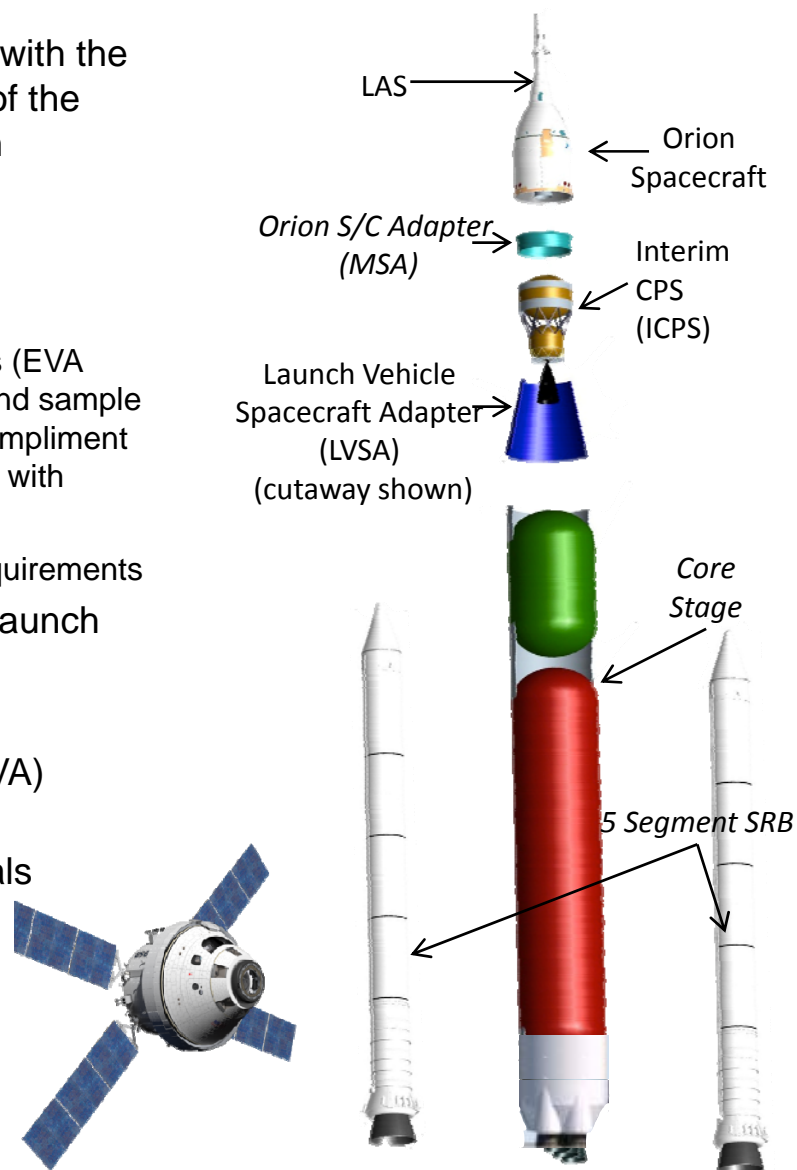 with the
of the
LAS
Orion
Spacecraft
Orion S/C Adapter
(MSA)
Interim
CPS
(ICPS)
s (EVA
nd sample
mpliment
with
Launch Vehicle
Spacecraft Adapter
(LVSA)
(cutaway shown)
quirements
aunch
Core
Stage
VA)
5 Segment SRB
als